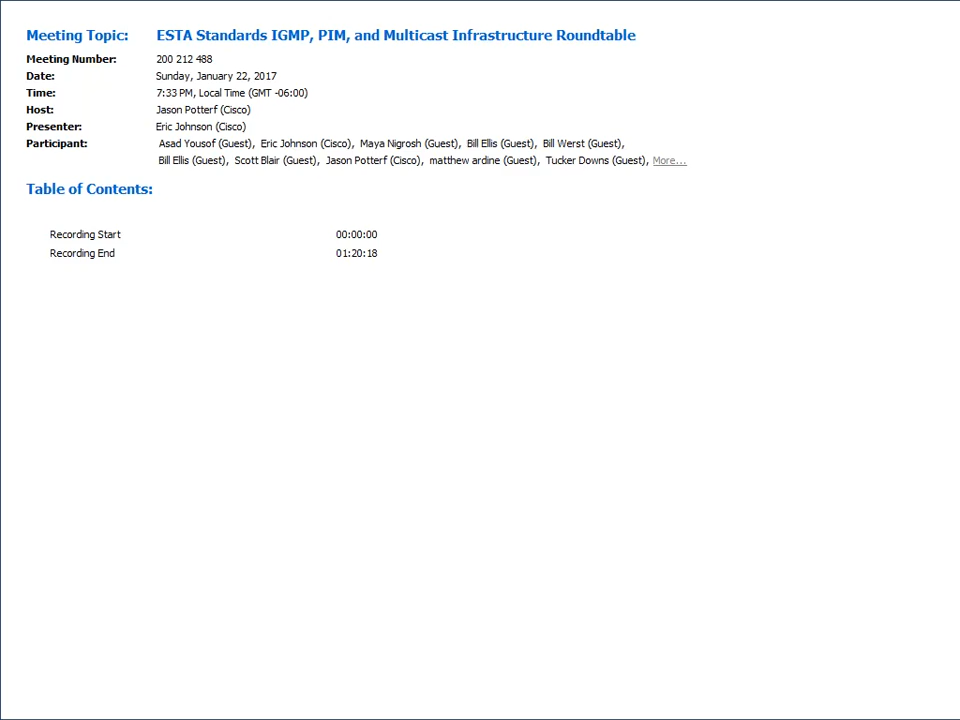 Meeting Topic: ESTA Standards IGMP, PIM, and Multicast Infrastructure Roundtable
Meeting Number: 200 212 488
Date: Sunday, January 22, 2017
Time: 7:33 PM, Local Time (GMT -06:00)
Host: Jason Potterf (Cisco)
Presenter: Eric Johnson (Cisco)
Participant: Asad Yousof (Guest), Eric Johnson (Cisco), Maya Nigrosh (Guest), Bill Ellis (Guest), Bill Werst (Guest),
Bill Ellis (Guest), Scott Blair (Guest), Jason Potterf (Cisco), matthew ardine (Guest), Tucker Downs (Guest), More...
Table of Contents:
Recording Start 00:00:00
Recording End 01:20:18